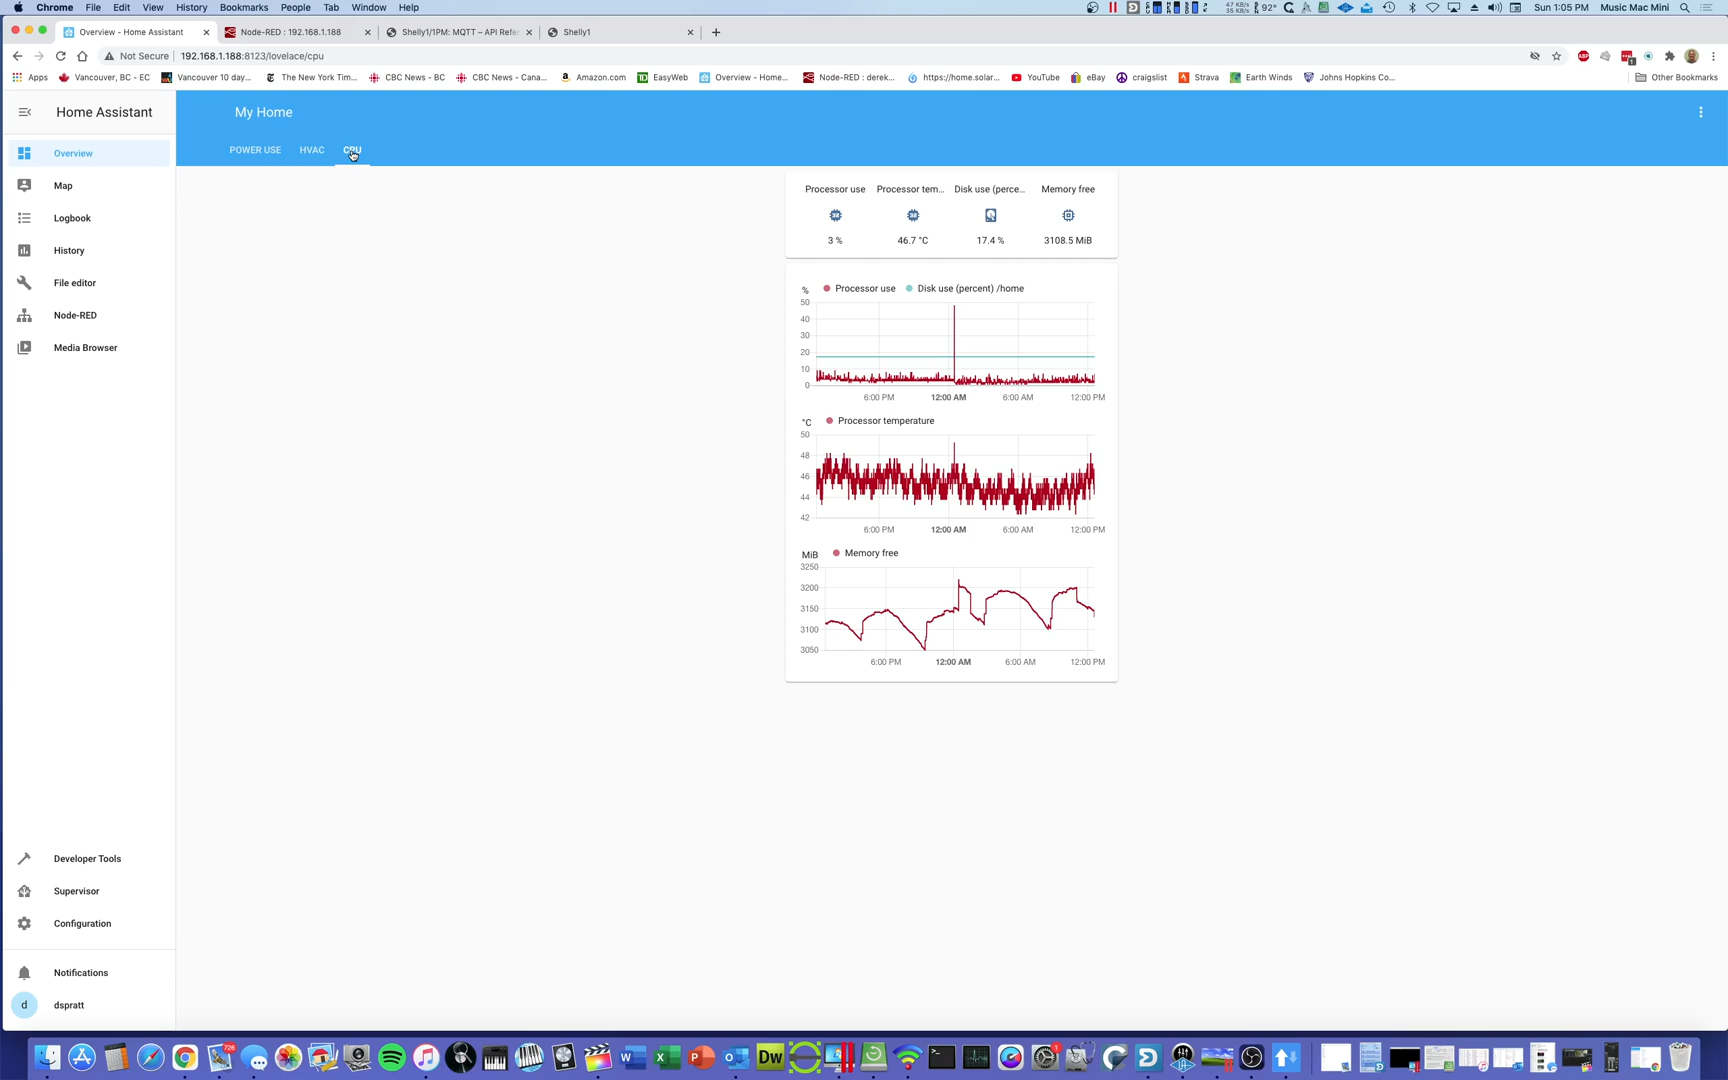 Chrome File Edit View History Bookmarks People Tab Window Help 47 KB/s 35 KB/s 92° Sun 1:05 PM Music Mac Mini
Overview - Home Assistant Node-RED : 192.168.1.188 Shelly1/1PM: MQTT – API Refe Shelly1
Not Secure 192.168.1.188:8123/lovelace/cpu
Apps Vancouver, BC - EC Vancouver 10 day... The New York Tim... CBC News - BC CBC News - Cana... Amazon.com EasyWeb Overview - Home... Node-RED : derek... https://home.solar... YouTube eBay craigslist Strava Earth Winds Johns Hopkins Co... Other Bookmarks
Home Assistant
My Home
POWER USE HVAC CPU
Overview
Map
Logbook
History
File editor
Node-RED
Media Browser
Developer Tools
Supervisor
Configuration
Notifications
d dspratt
Processor use Processor tem... Disk use (perce... Memory free
3 % 46.7 °C 17.4 % 3108.5 MiB
% Processor use Disk use (percent) /home
50
40
30
20
10
0
6:00 PM 12:00 AM 6:00 AM 12:00 PM
°C Processor temperature
50
48
46
44
42
6:00 PM 12:00 AM 6:00 AM 12:00 PM
MiB Memory free
3250
3200
3150
3100
3050
6:00 PM 12:00 AM 6:00 AM 12:00 PM
726
Dw
1